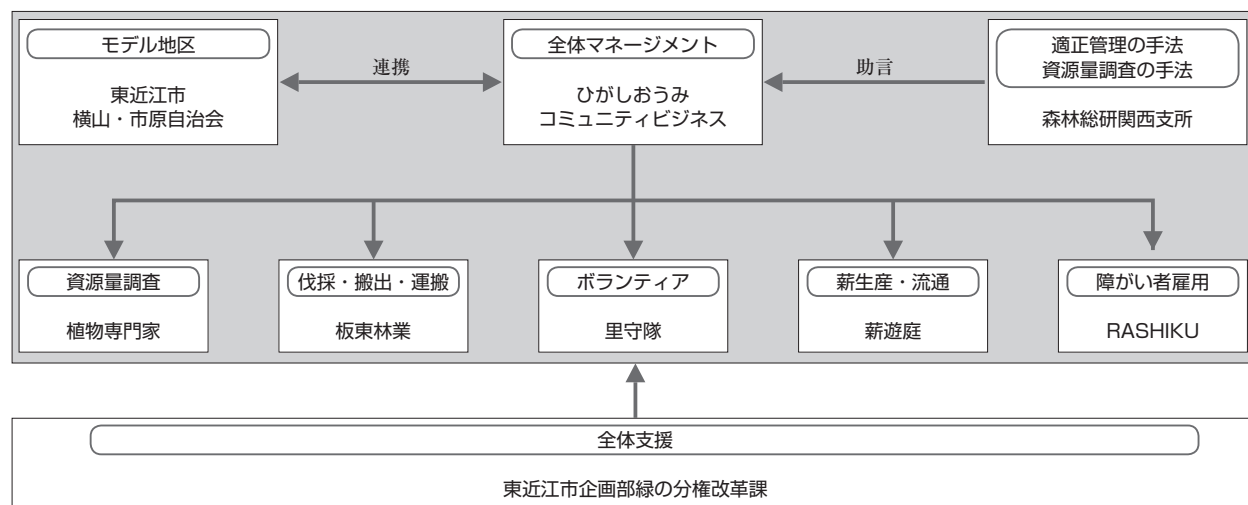 モデル地区
東近江市
横山・市原自治会
連携
全体マネージメント
ひがしおうみ
コミュニティビジネス
助言
適正管理の手法
資源量調査の手法
森林総研関西支所
資源量調査
植物専門家
伐採・搬出・運搬
板東林業
ボランティア
里守隊
薪生産・流通
薪遊庭
障がい者雇用
RASHIKU
全体支援
東近江市企画部緑の分権改革課